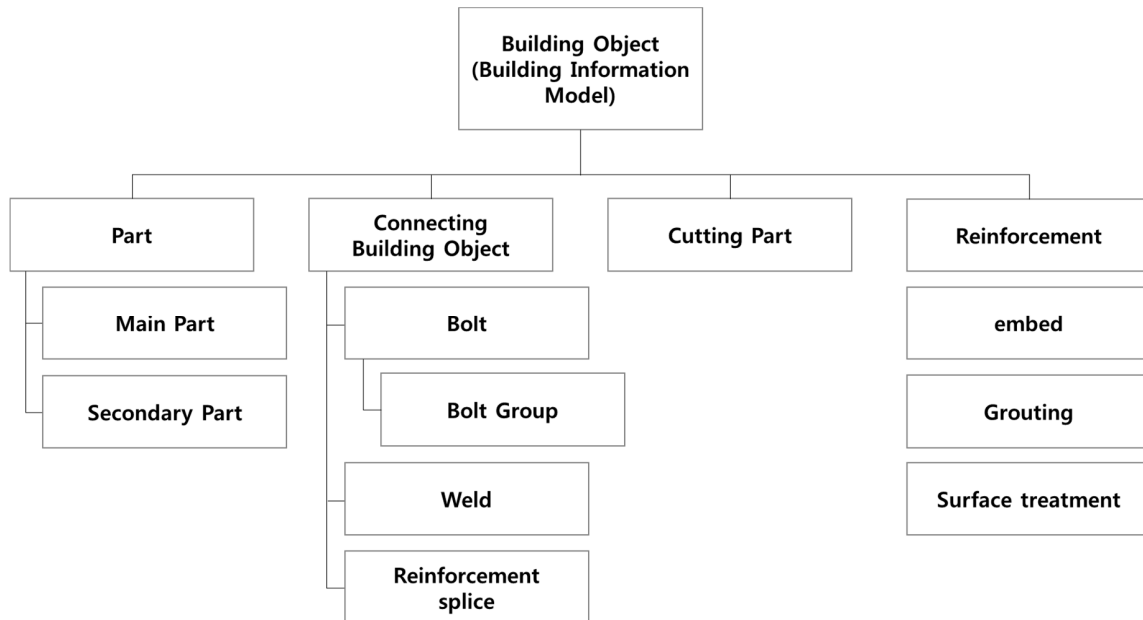 Building Object
(Building Information
Model)
Part
Connecting
Building Object
Cutting Part
Reinforcement
Main Part
Bolt
embed
Secondary Part
Bolt Group
Grouting
Weld
Surface treatment
Reinforcement
splice